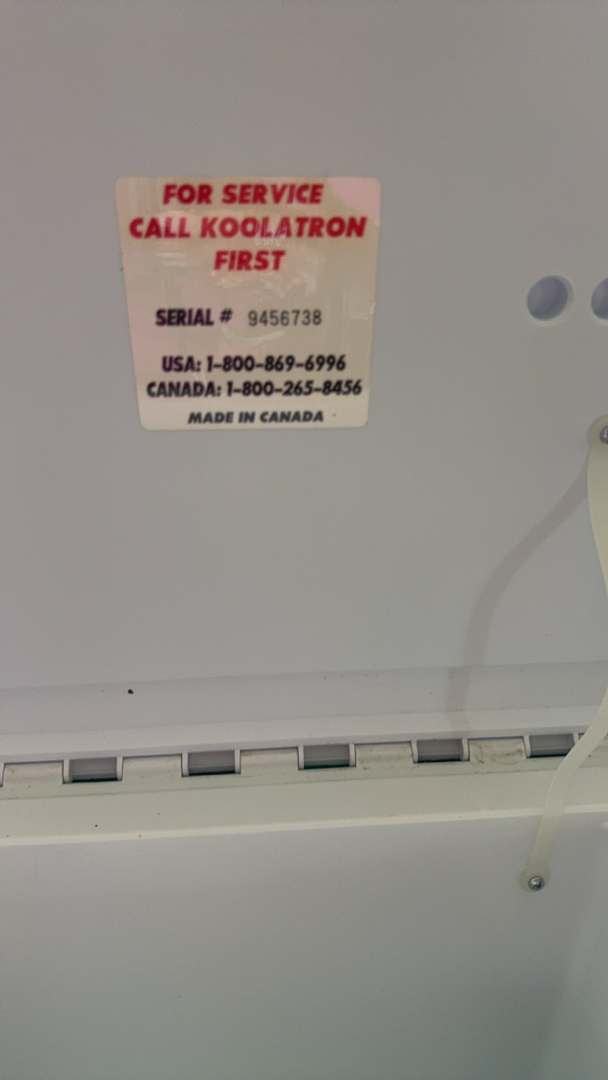 FOR SERVICE
CALL KOOLATRON
FIRST
SERIAL # 9456738
USA: 1-800-869-6996
CANADA: 1-800-265-8456
MADE IN CANADA